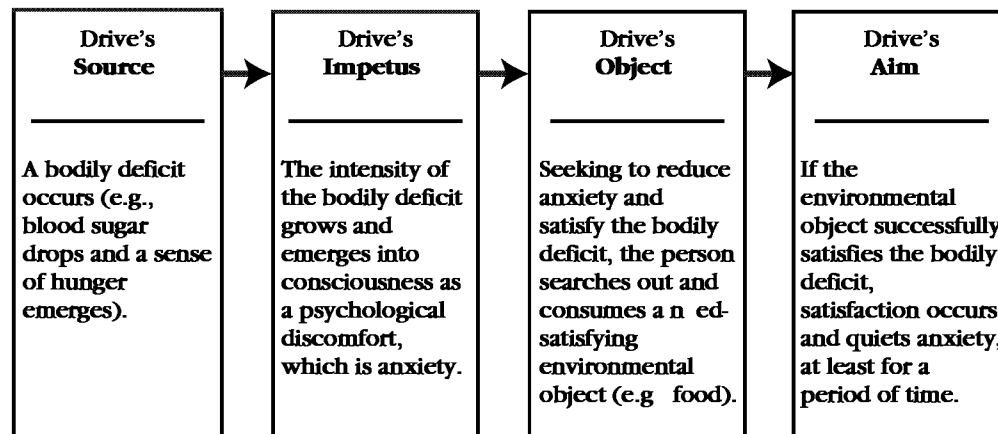 Drive's
Source
A bodily deficit
occurs (e.g.,
blood sugar
drops and a sense
of hunger
emerges).
Drive's
Impetus
The intensity of
the bodily deficit
grows and
emerges into
consciousness as
a psychological
discomfort,
which is anxiety.
Drive's
Object
Seeking to reduce
anxiety and
satisfy the bodily
deficit, the person
searches out and
consumes a n ed-
satisfying
environmental
object (e.g food).
Drive's
Aim
If the
environmental
object successfully
satisfies the bodily
deficit,
satisfaction occurs
and quiets anxiety,
at least for a
period of time.